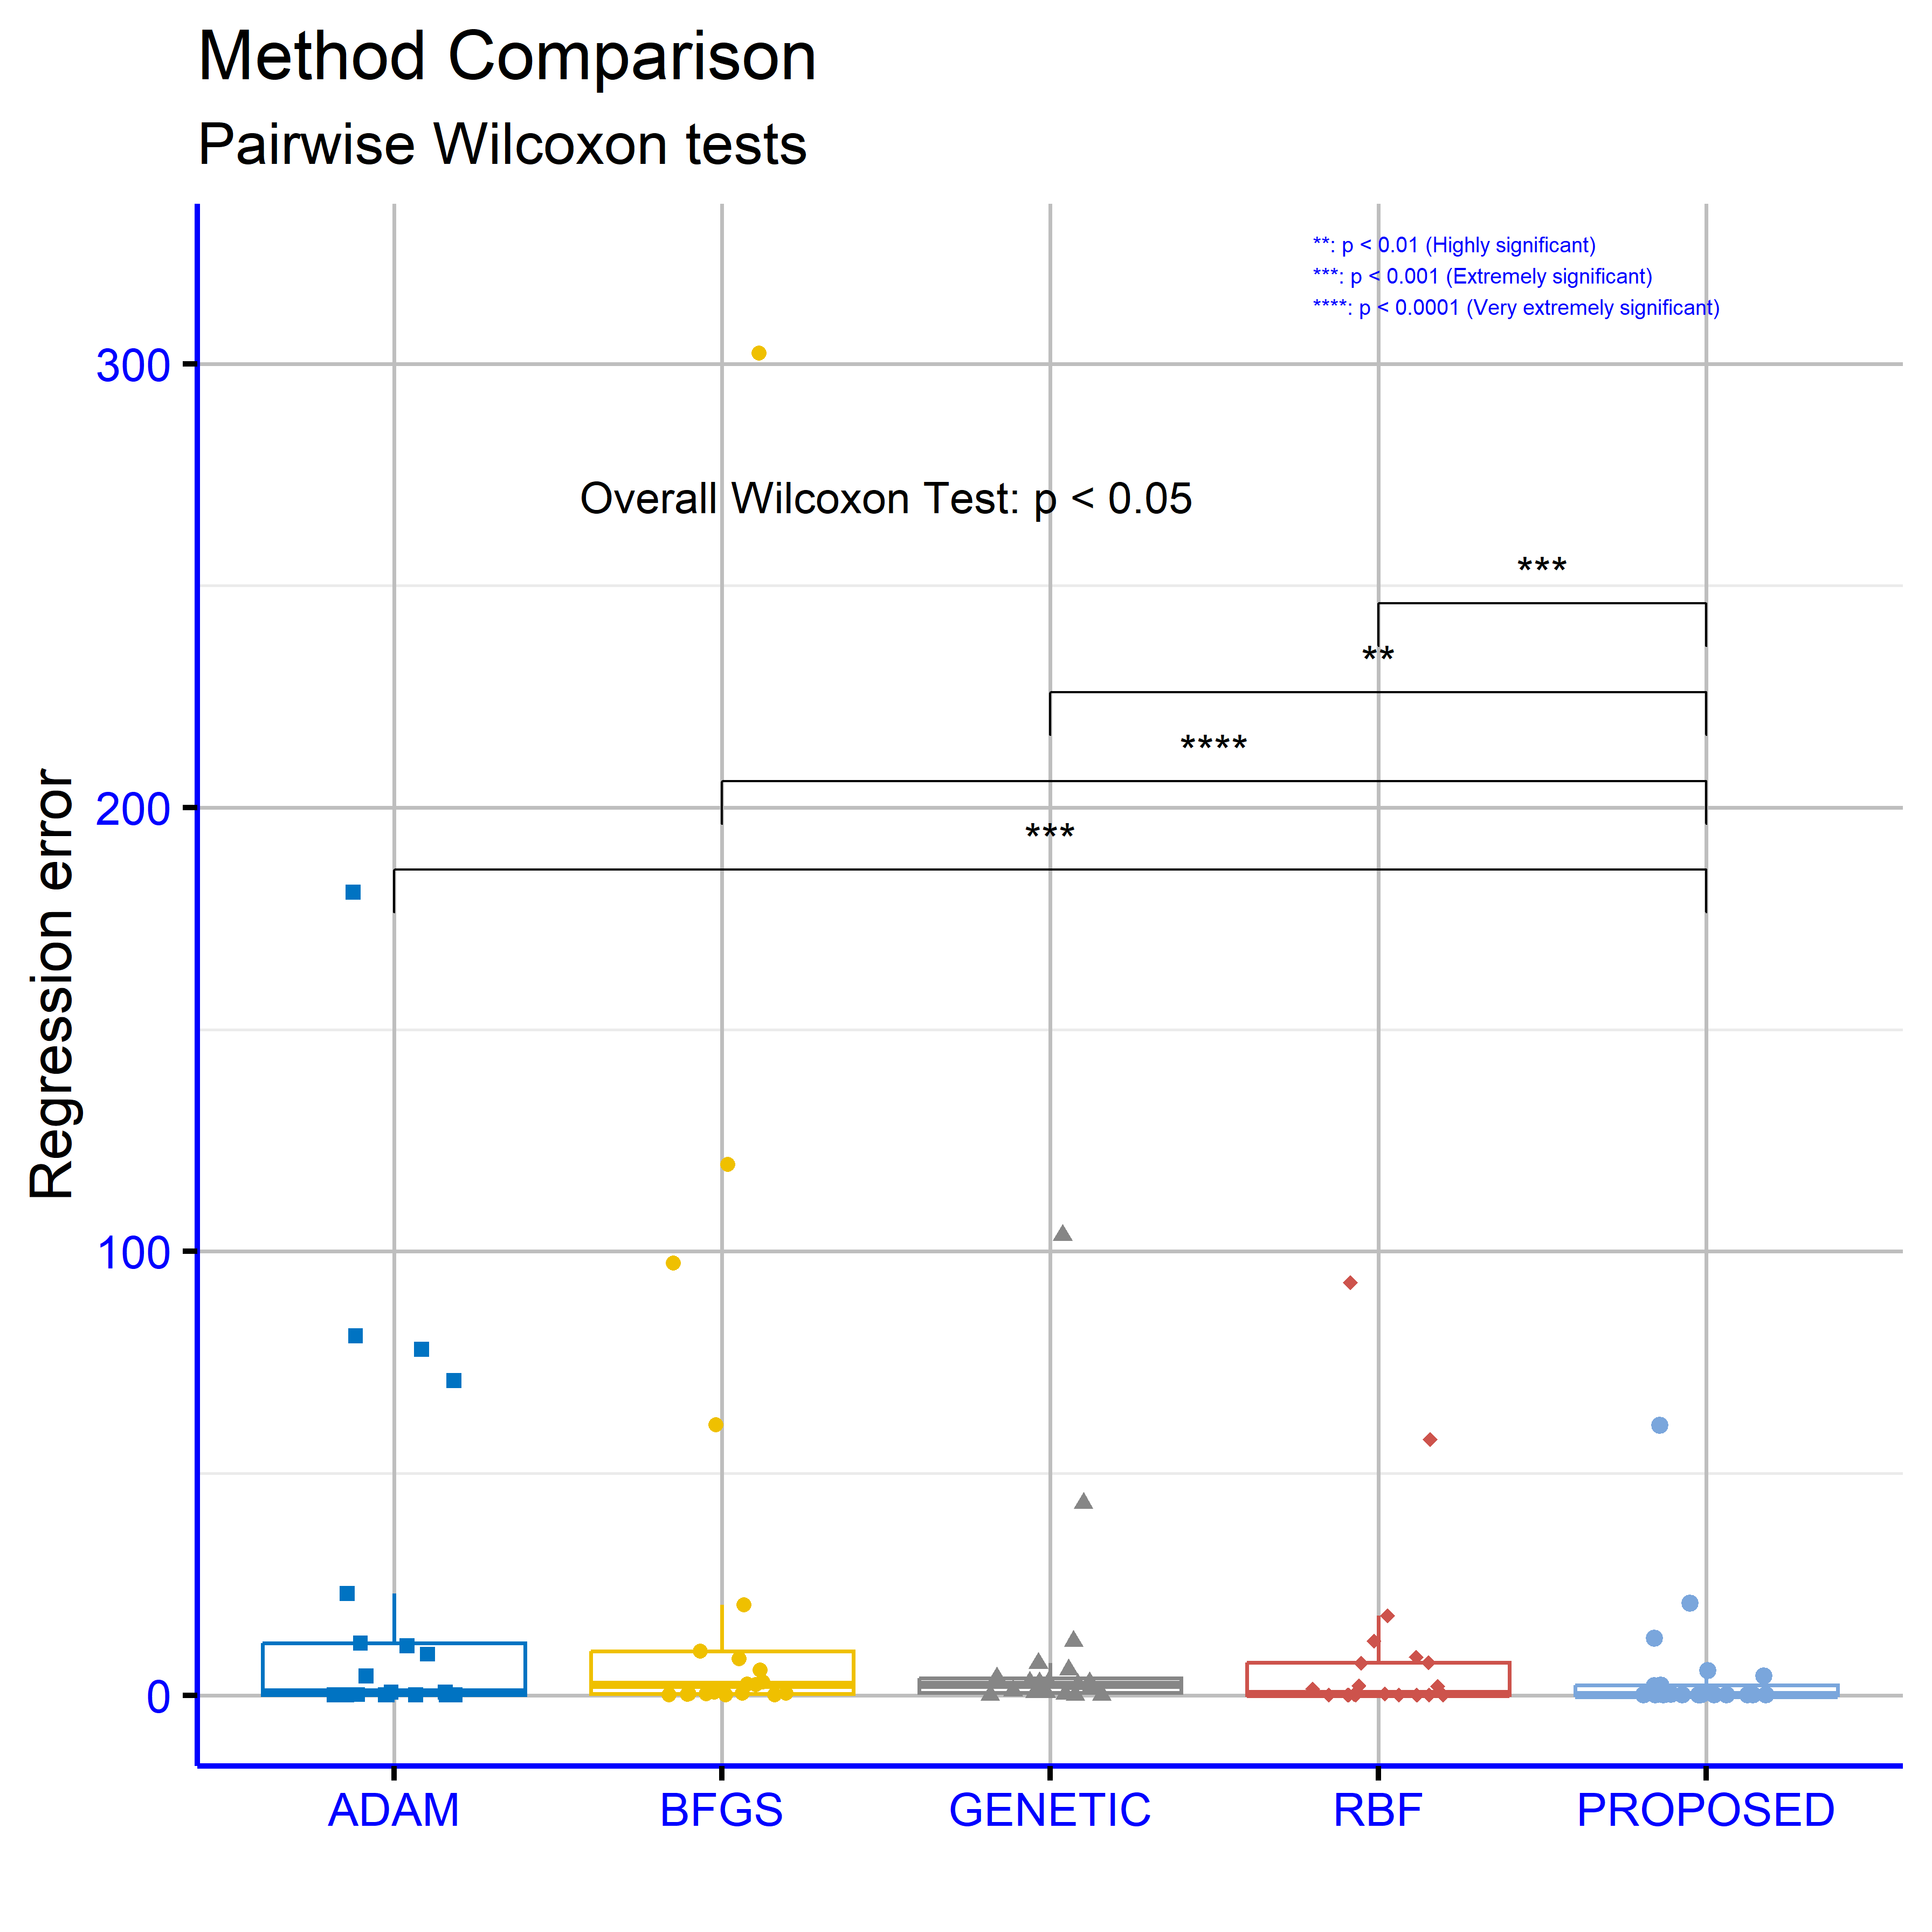 Method Comparison
Pairwise Wilcoxon tests
**: p < 0.01 (Highly significant)
***: p < 0.001 (Extremely significant)
****: p < 0.0001 (Very extremely significant)
300
Overall Wilcoxon Test: p < 0.05
***
**
****
200
***
Regression error
100
0
ADAM BFGS GENETIC RBF PROPOSED